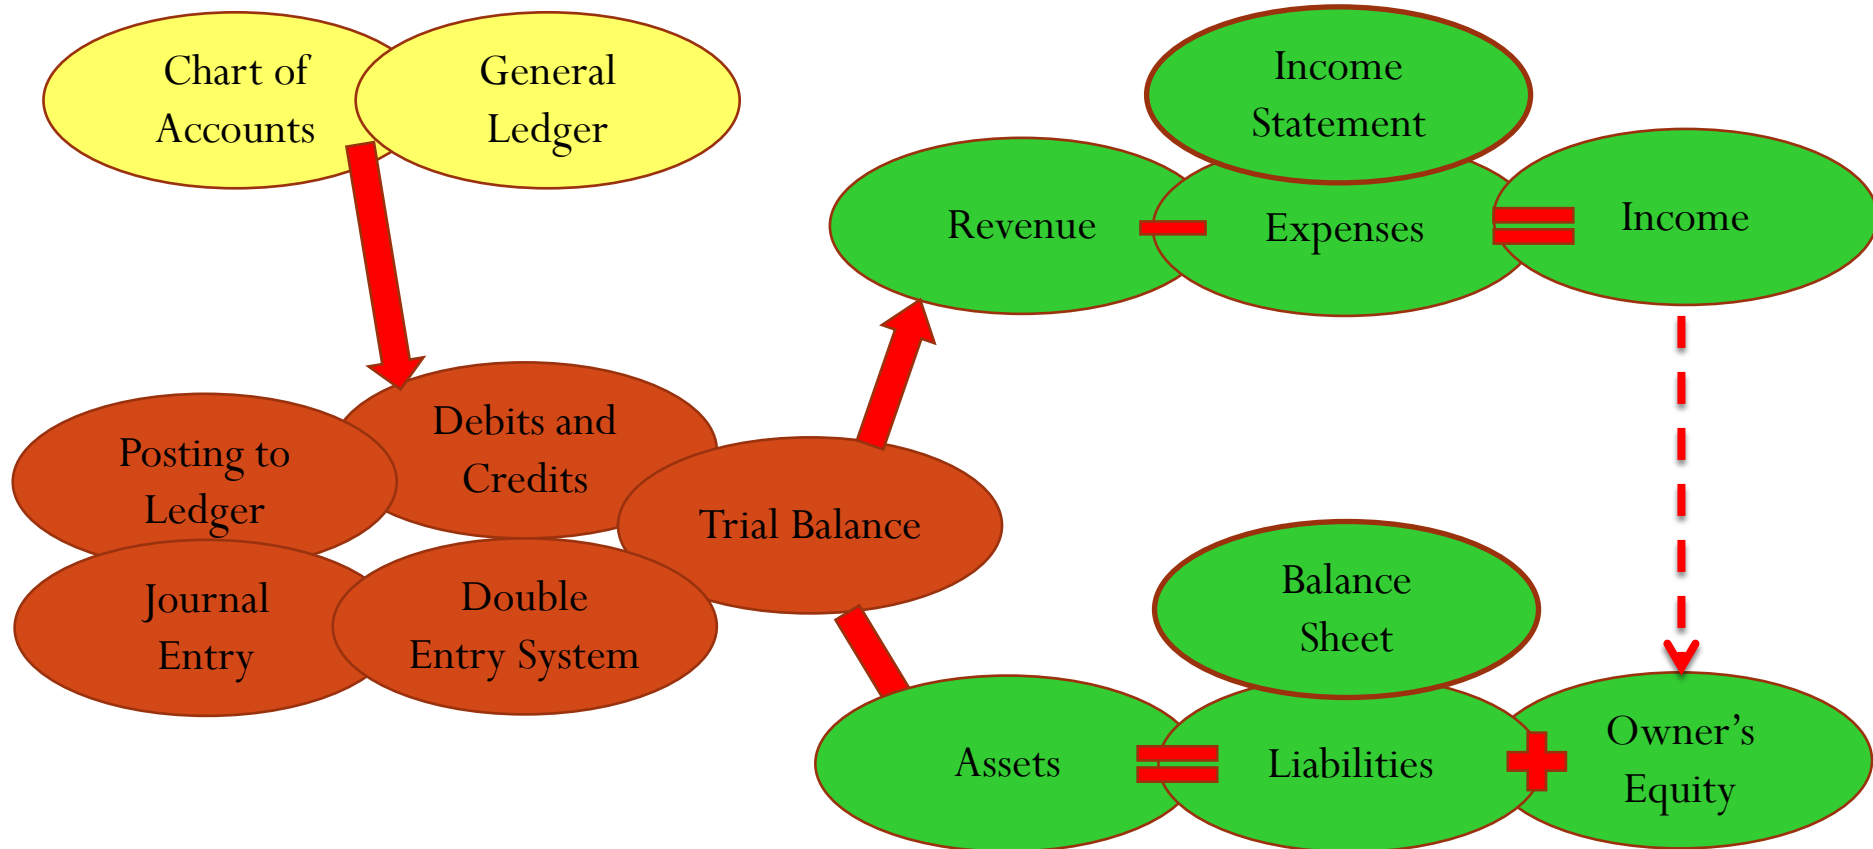 Chart of
Accounts
General
Ledger
Income
Statement
Revenue
Expenses
Income
Posting to
Ledger
Debits and
Credits
Trial Balance
Journal
Entry
Double
Entry System
Balance
Sheet
Assets
Liabilities
Owner’s
Equity